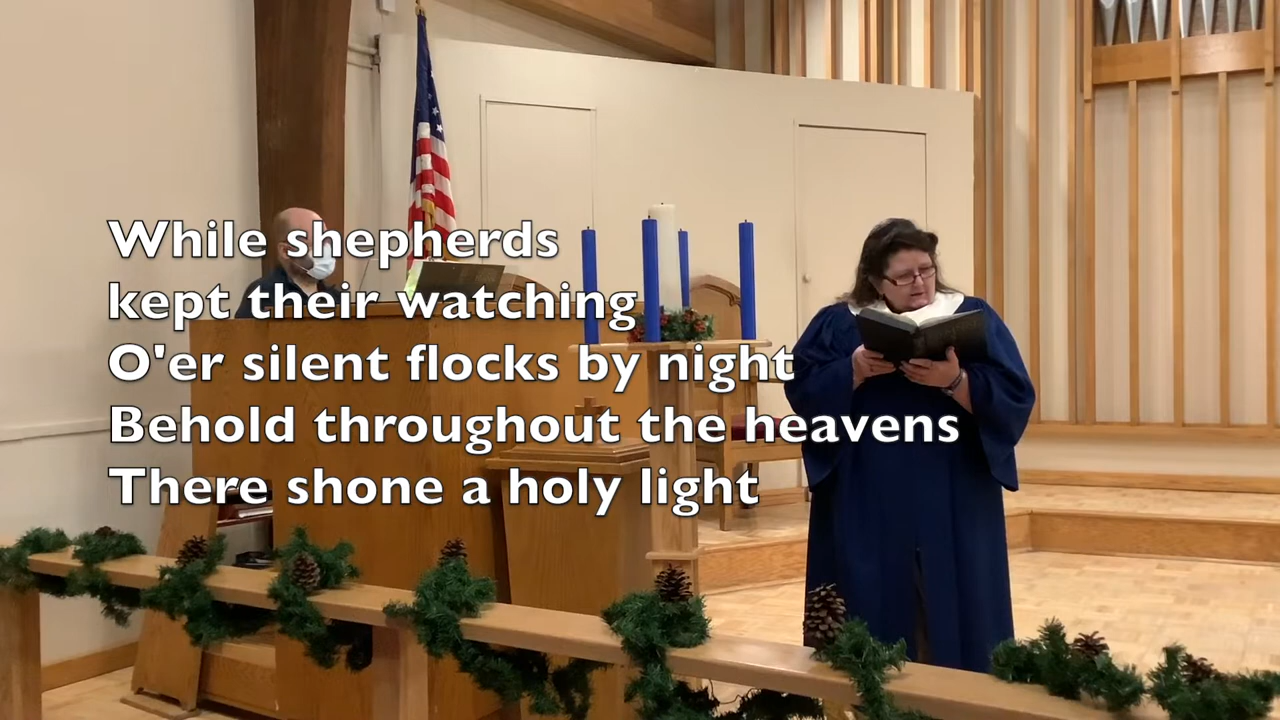 While shepherds
kept their watching
O'er silent flocks by night
Behold throughout the heavens
There shone a holy light